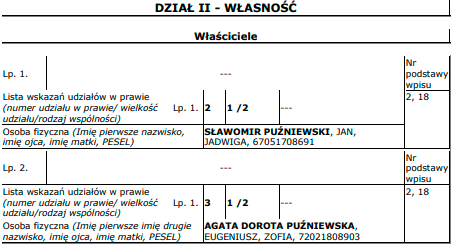 DZIAŁ II - WŁASNOŚĆ
Właściciele
Lp. 1. --- Nr podstawy wpisu
Lista wskazań udziałów w prawie (numer udziału w prawie/ wielkość udziału/rodzaj wspólności) Lp. 1. 2 1 /2 --- 2, 18
Osoba fizyczna (Imię pierwsze nazwisko, imię ojca, imię matki, PESEL) SŁAWOMIR PUŹNIEWSKI, JAN, JADWIGA, 67051708691
Lp. 2. --- Nr podstawy wpisu
Lista wskazań udziałów w prawie (numer udziału w prawie/ wielkość udziału/rodzaj wspólności) Lp. 1. 3 1 /2 --- 2, 18
Osoba fizyczna (Imię pierwsze imię drugie nazwisko, imię ojca, imię matki, PESEL) AGATA DOROTA PUŹNIEWSKA, EUGENIUSZ, ZOFIA, 72021808903